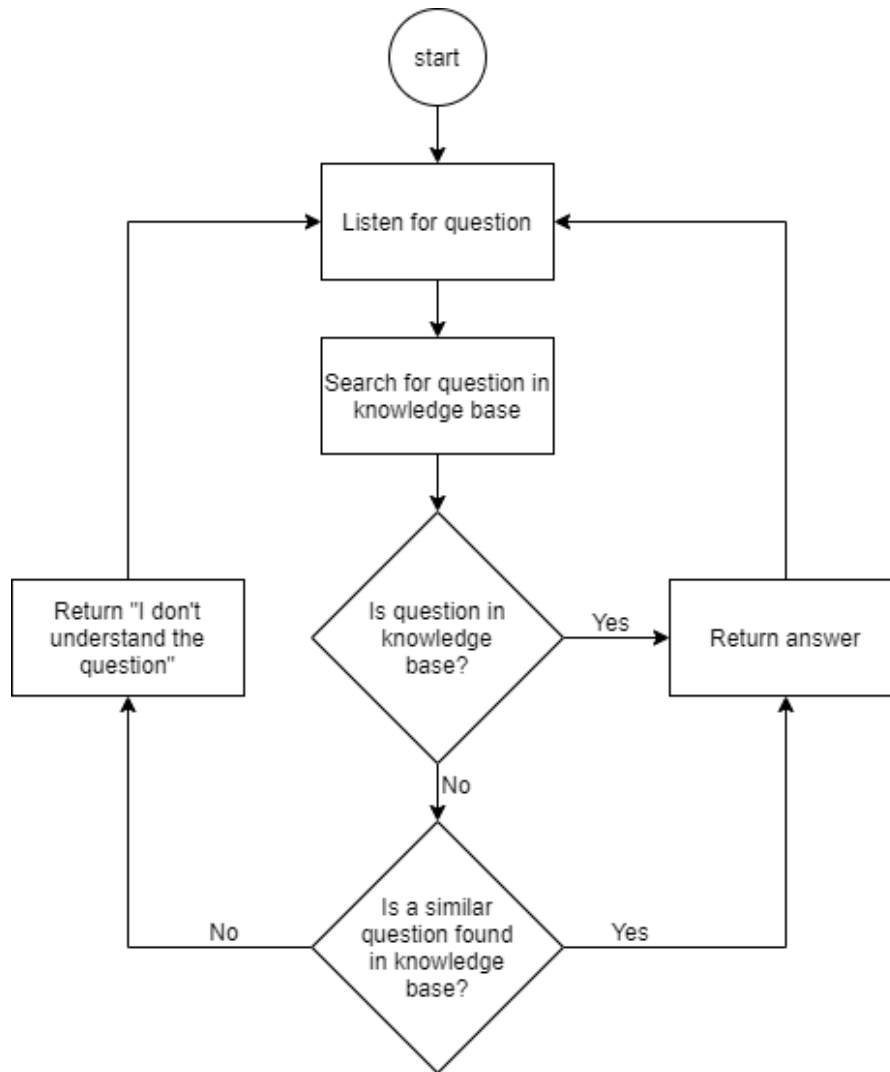 start
Listen for question
Search for question in
knowledge base
Is question in
knowledge
base?
Yes
Return answer
Return "I don't
understand the
question"
No
Is a similar
question found
in knowledge
base?
No
Yes